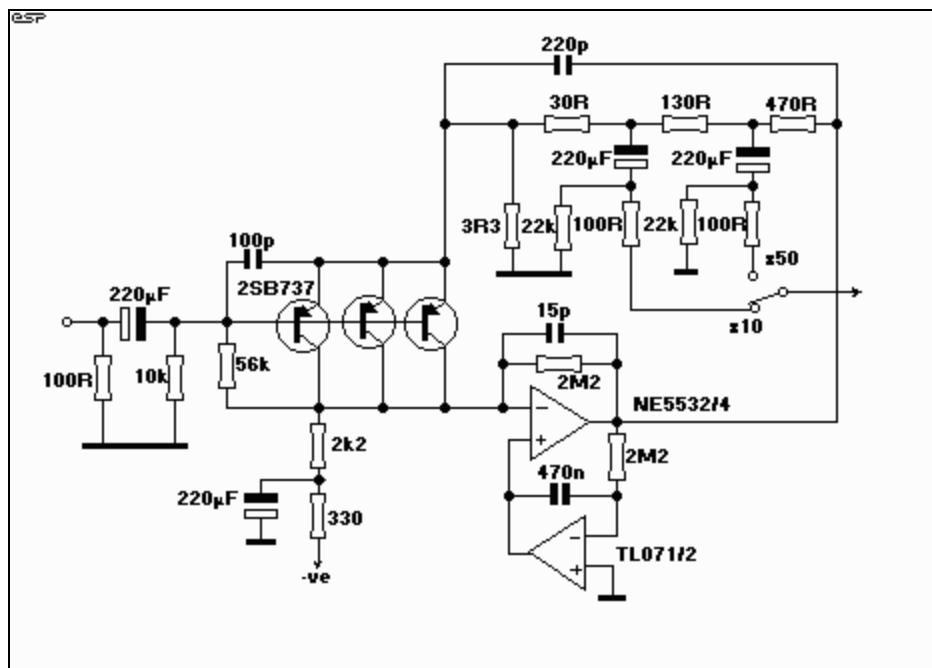 esp
220p
30R
130R
470R
220µF
220µF
3R3
22k
100R
22k
100R
100p
x50
2SB737
220µF
15p
x10
100R
10k
56k
2M2
NE5532/4
2k2
2M2
470n
220µF
330
TL071/2
-ve